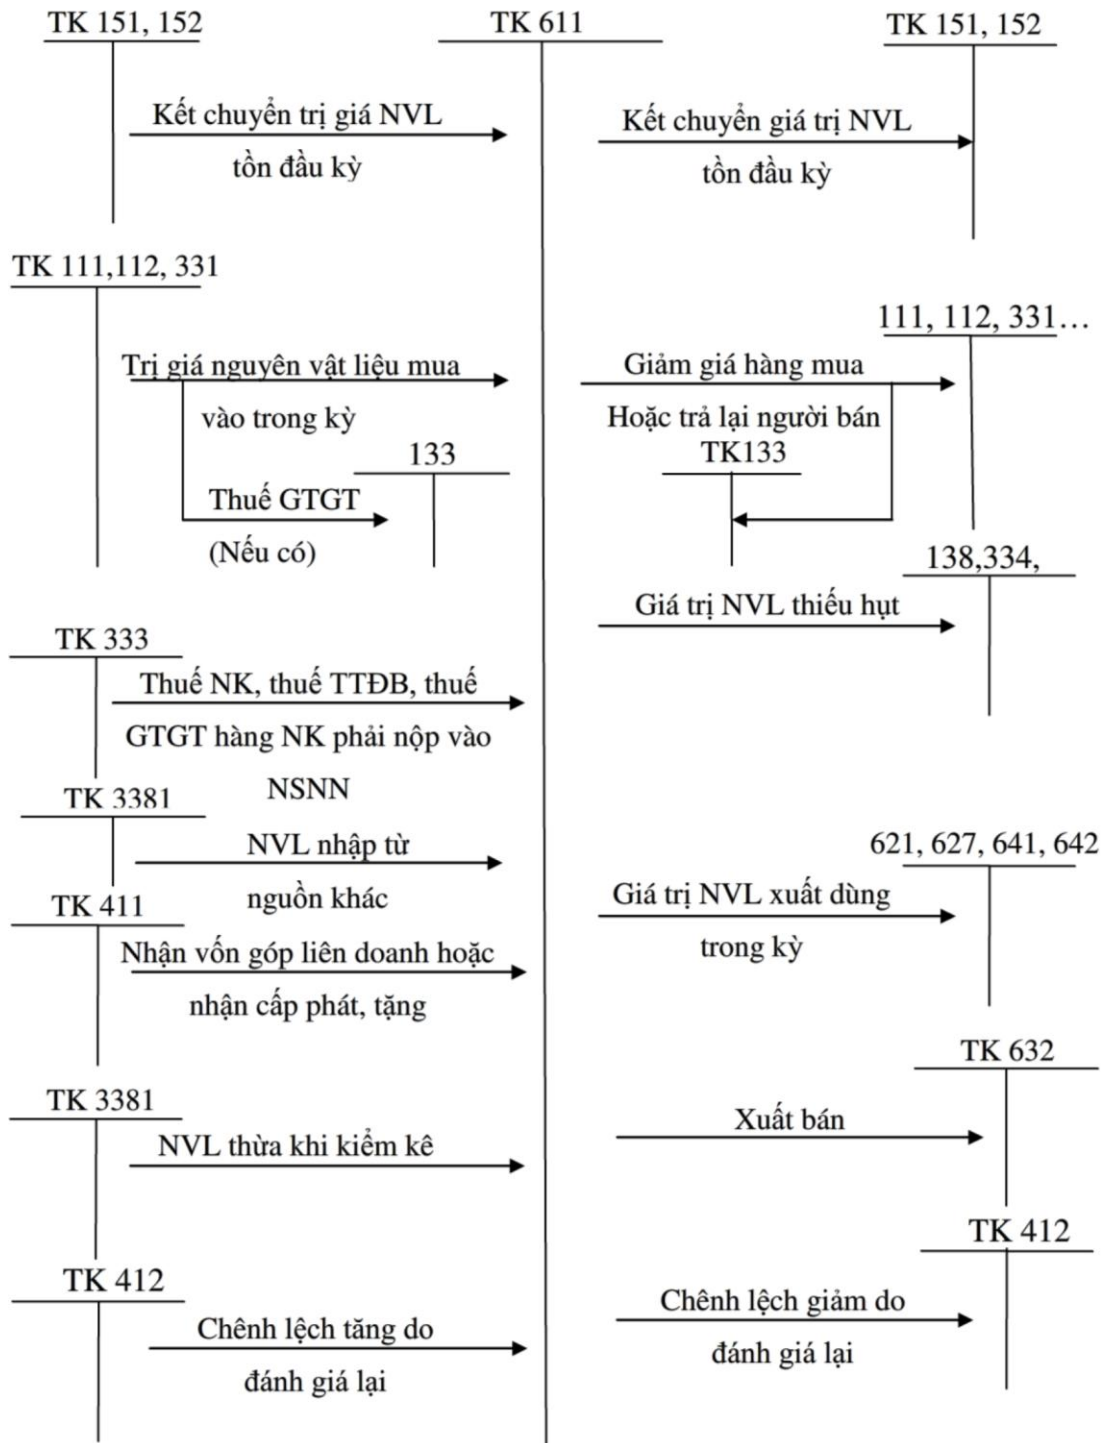 TK 151, 152
TK 611
TK 151, 152
Kết chuyển trị giá NVL
tồn đầu kỳ
Kết chuyển giá trị NVL
tồn đầu kỳ
TK 111,112, 331
111, 112, 331…
Trị giá nguyên vật liệu mua
vào trong kỳ
Giảm giá hàng mua
Hoặc trả lại người bán
133
TK133
Thuế GTGT
(Nếu có)
138,334,
Giá trị NVL thiếu hụt
TK 333
Thuế NK, thuế TTĐB, thuế
GTGT hàng NK phải nộp vào
NSNN
TK 3381
NVL nhập từ
nguồn khác
621, 627, 641, 642
Giá trị NVL xuất dùng
trong kỳ
TK 411
Nhận vốn góp liên doanh hoặc
nhận cấp phát, tặng
TK 632
Xuất bán
TK 3381
NVL thừa khi kiểm kê
TK 412
Chênh lệch giảm do
đánh giá lại
TK 412
Chênh lệch tăng do
đánh giá lại